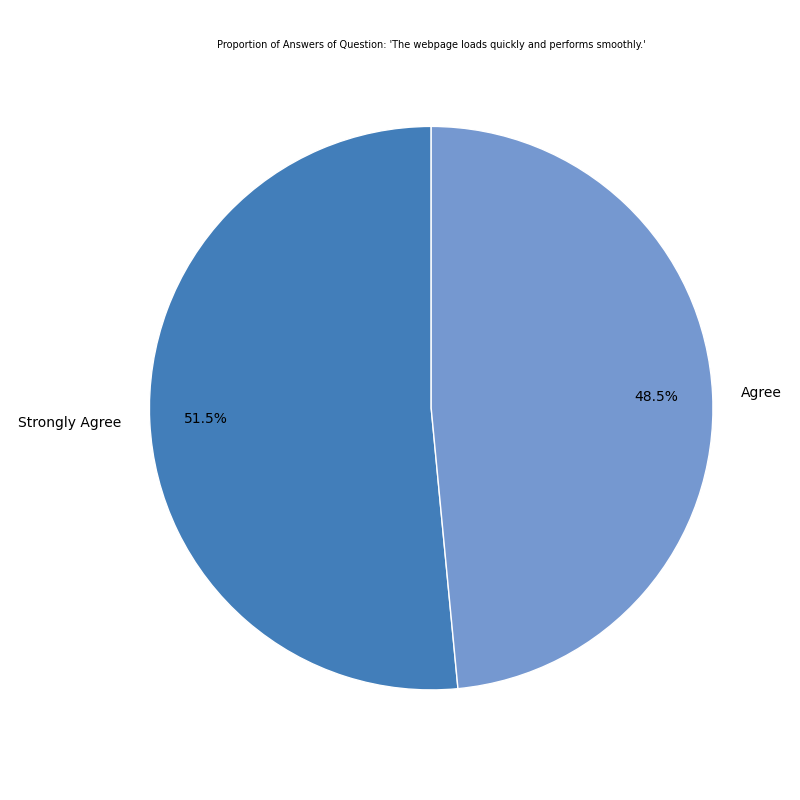 Proportion of Answers of Question: 'The webpage loads quickly and performs smoothly.'
48.5%
Agree
Strongly Agree
51.5%